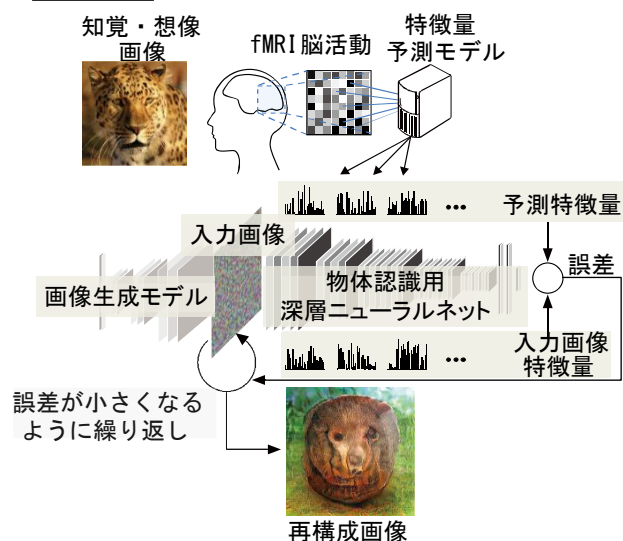 知覚・想像
画像
fMRI脳活動
特徴量
予測モデル
予測特徴量
入力画像
誤差
画像生成モデル
物体認識用
深層ニューラルネット
入力画像
特徴量
誤差が小さくなる
ように繰り返し
再構成画像